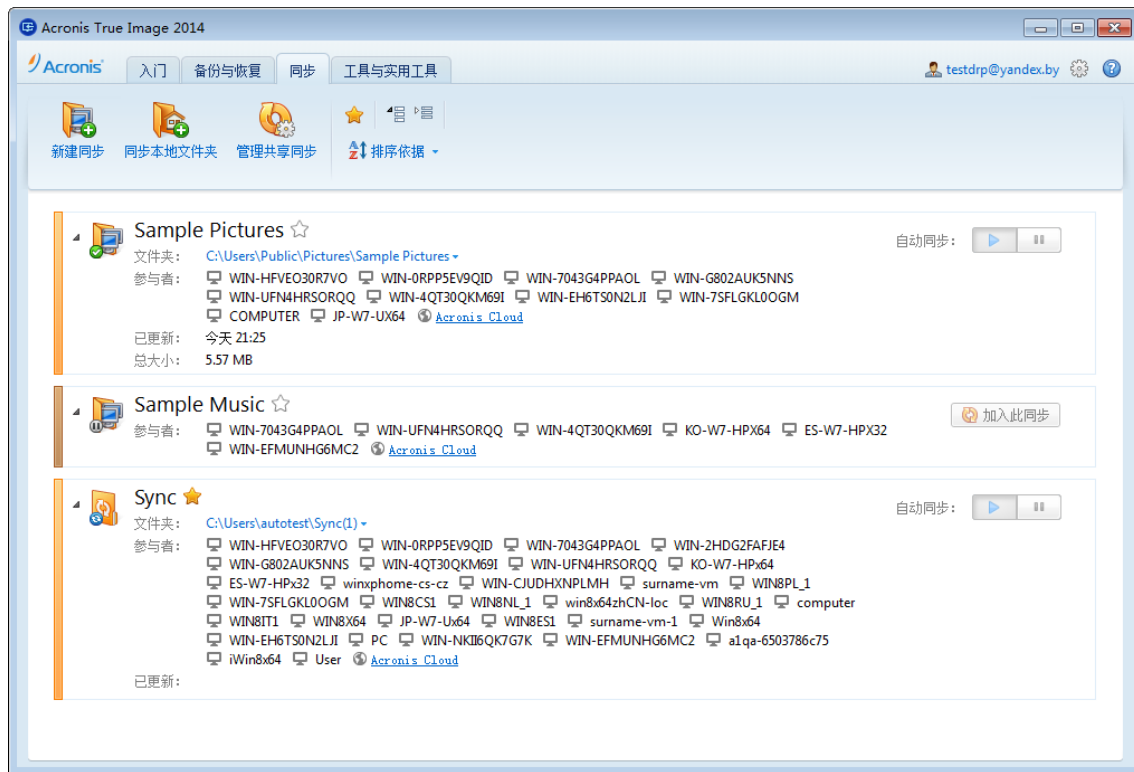 Acronis True Image 2014
Acronis 入门 备份与恢复 同步 工具与实用工具 testdrp@yandex.by
新建同步 同步本地文件夹 管理共享同步 排序依据
Sample Pictures
自动同步:
文件夹: C:\Users\Public\Pictures\Sample Pictures
参与者: WIN-HFVEO30R7VO WIN-0RPP5EV9QID WIN-7043G4PPAOL WIN-G802AUK5NNS
WIN-UFN4HRSORQQ WIN-4QT30QKM69I WIN-EH6TS0N2LJI WIN-7SFLGKL0OGM
COMPUTER JP-W7-UX64 Acronis Cloud
已更新: 今天 21:25
总大小: 5.57 MB
Sample Music
加入此同步
参与者: WIN-7043G4PPAOL WIN-UFN4HRSORQQ WIN-4QT30QKM69I KO-W7-HPX64 ES-W7-HPX32
WIN-EFMUNHG6MC2 Acronis Cloud
Sync
自动同步:
文件夹: C:\Users\autotest\Sync(1)
参与者: WIN-HFVEO30R7VO WIN-0RPP5EV9QID WIN-7043G4PPAOL WIN-2HDG2FAFJE4
WIN-G802AUK5NNS WIN-4QT30QKM69I WIN-UFN4HRSORQQ KO-W7-HPx64
ES-W7-HPx32 winxphome-cs-cz WIN-CJUDHXNPLMH surname-vm WIN8PL_1
WIN-7SFLGKL0OGM WIN8CS1 WIN8NL_1 win8x64zhCN-loc WIN8RU_1 computer
WIN8IT1 WIN8X64 JP-W7-Ux64 WIN8ES1 surname-vm-1 Win8x64
WIN-EH6TS0N2LJI PC WIN-NKII6QK7G7K WIN-EFMUNHG6MC2 a1qa-6503786c75
iWin8x64 User Acronis Cloud
已更新: